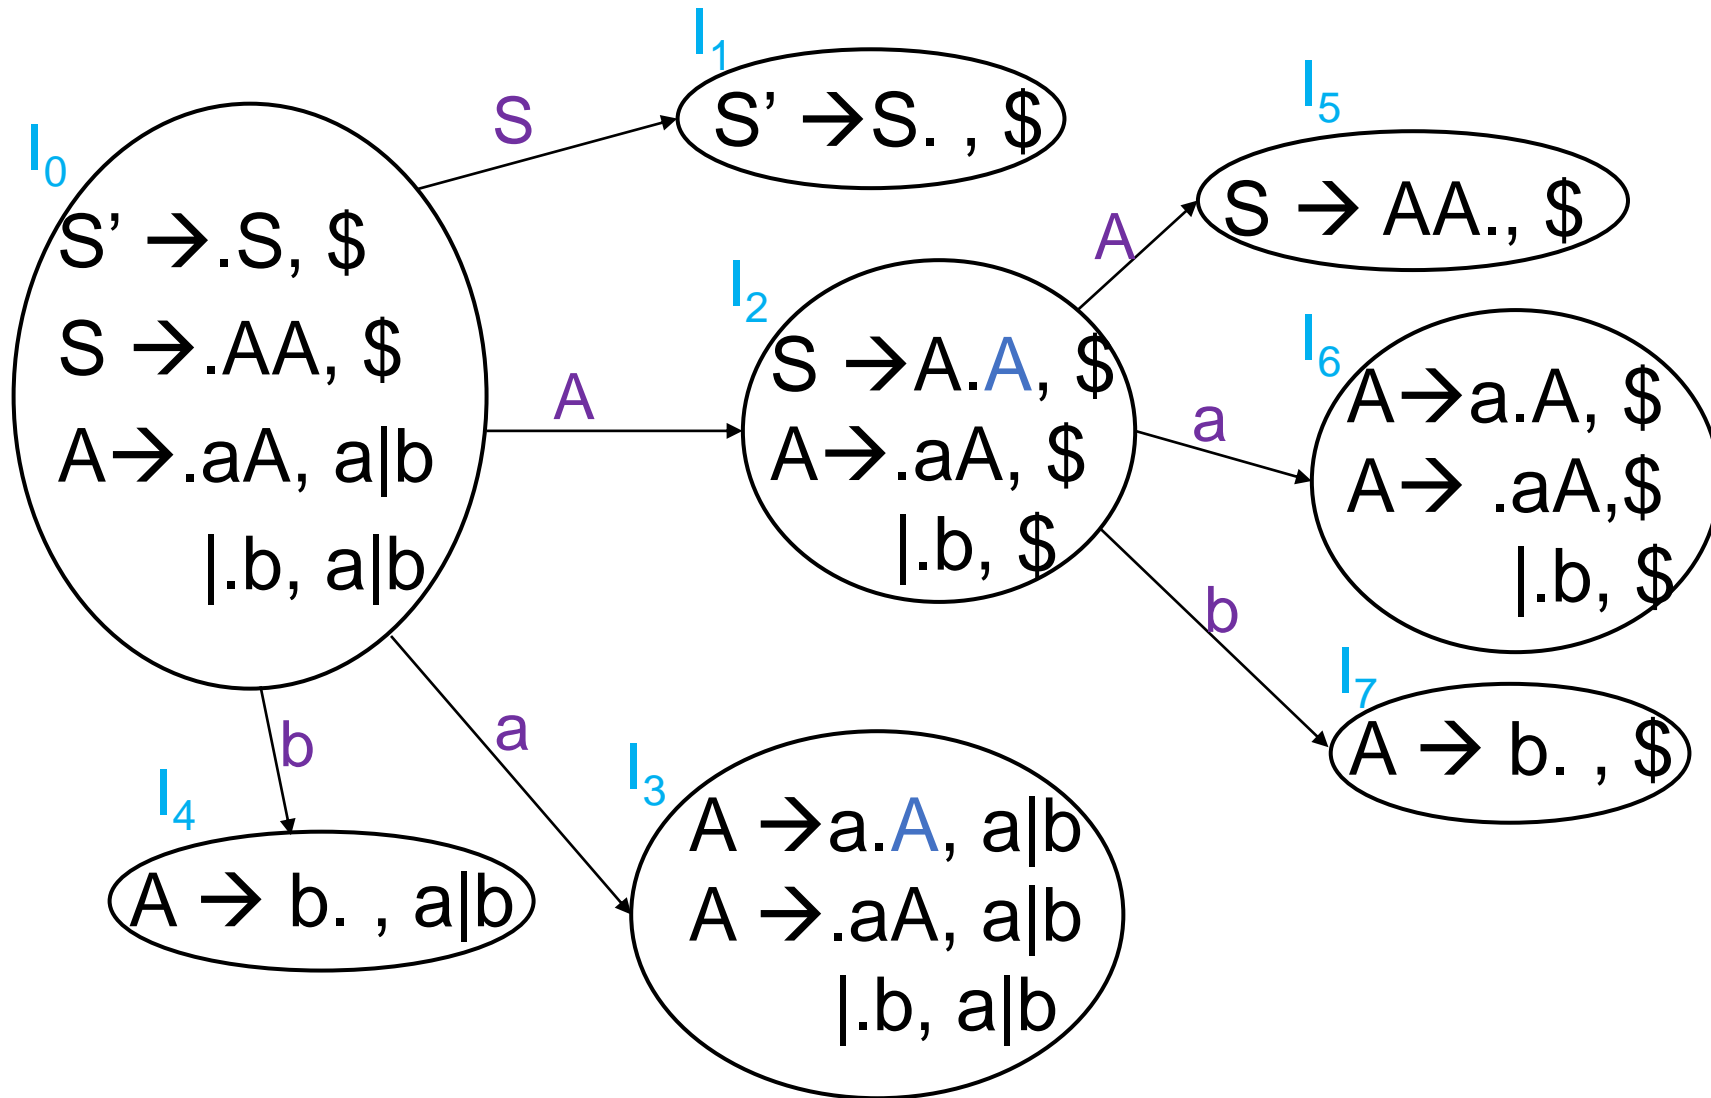 I0
S' →.S, $
S →.AA, $
A→.aA, a|b
|.b, a|b
S
I1
S' →S. , $
A
I2
S →A.A, $
A→.aA, $
|.b, $
A
I5
S → AA., $
a
I6
A→a.A, $
A→ .aA,$
|.b, $
b
I7
A → b. , $
b
I4
A → b. , a|b
a
I3
A →a.A, a|b
A →.aA, a|b
|.b, a|b